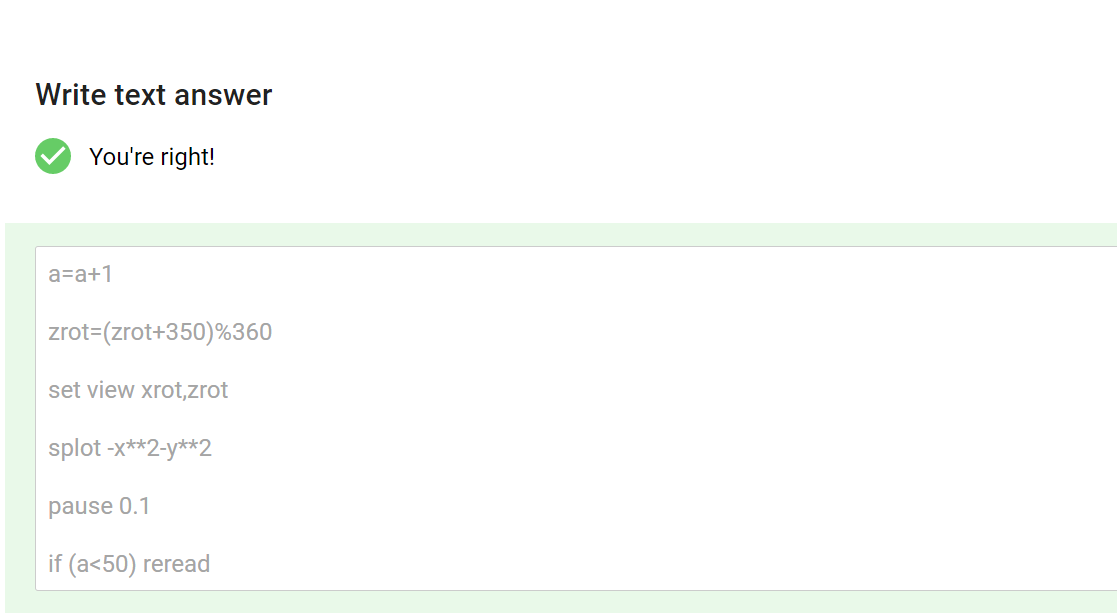 Write text answer
You're right!
a=a+1
zrot=(zrot+350)%360
set view xrot,zrot
splot -x**2-y**2
pause 0.1
if (a<50) reread